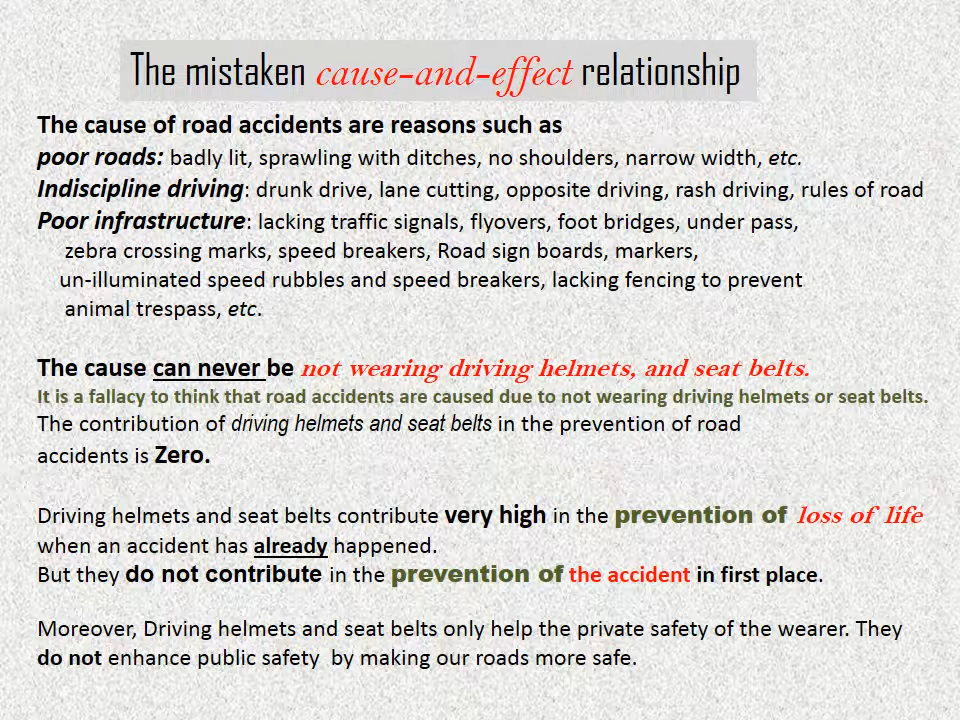 The mistaken cause-and-effect relationship
The cause of road accidents are reasons such as
poor roads: badly lit, sprawling with ditches, no shoulders, narrow width, etc.
Indiscipline driving: drunk drive, lane cutting, opposite driving, rash driving, rules of road
Poor infrastructure: lacking traffic signals, flyovers, foot bridges, under pass,
zebra crossing marks, speed breakers, Road sign boards, markers,
un-illuminated speed rubbles and speed breakers, lacking fencing to prevent
animal trespass, etc.
The cause can never be not wearing driving helmets, and seat belts.
It is a fallacy to think that road accidents are caused due to not wearing driving helmets or seat belts.
The contribution of driving helmets and seat belts in the prevention of road
accidents is Zero.
Driving helmets and seat belts contribute very high in the prevention of loss of life
when an accident has already happened.
But they do not contribute in the prevention of the accident in first place.
Moreover, Driving helmets and seat belts only help the private safety of the wearer. They
do not enhance public safety by making our roads more safe.